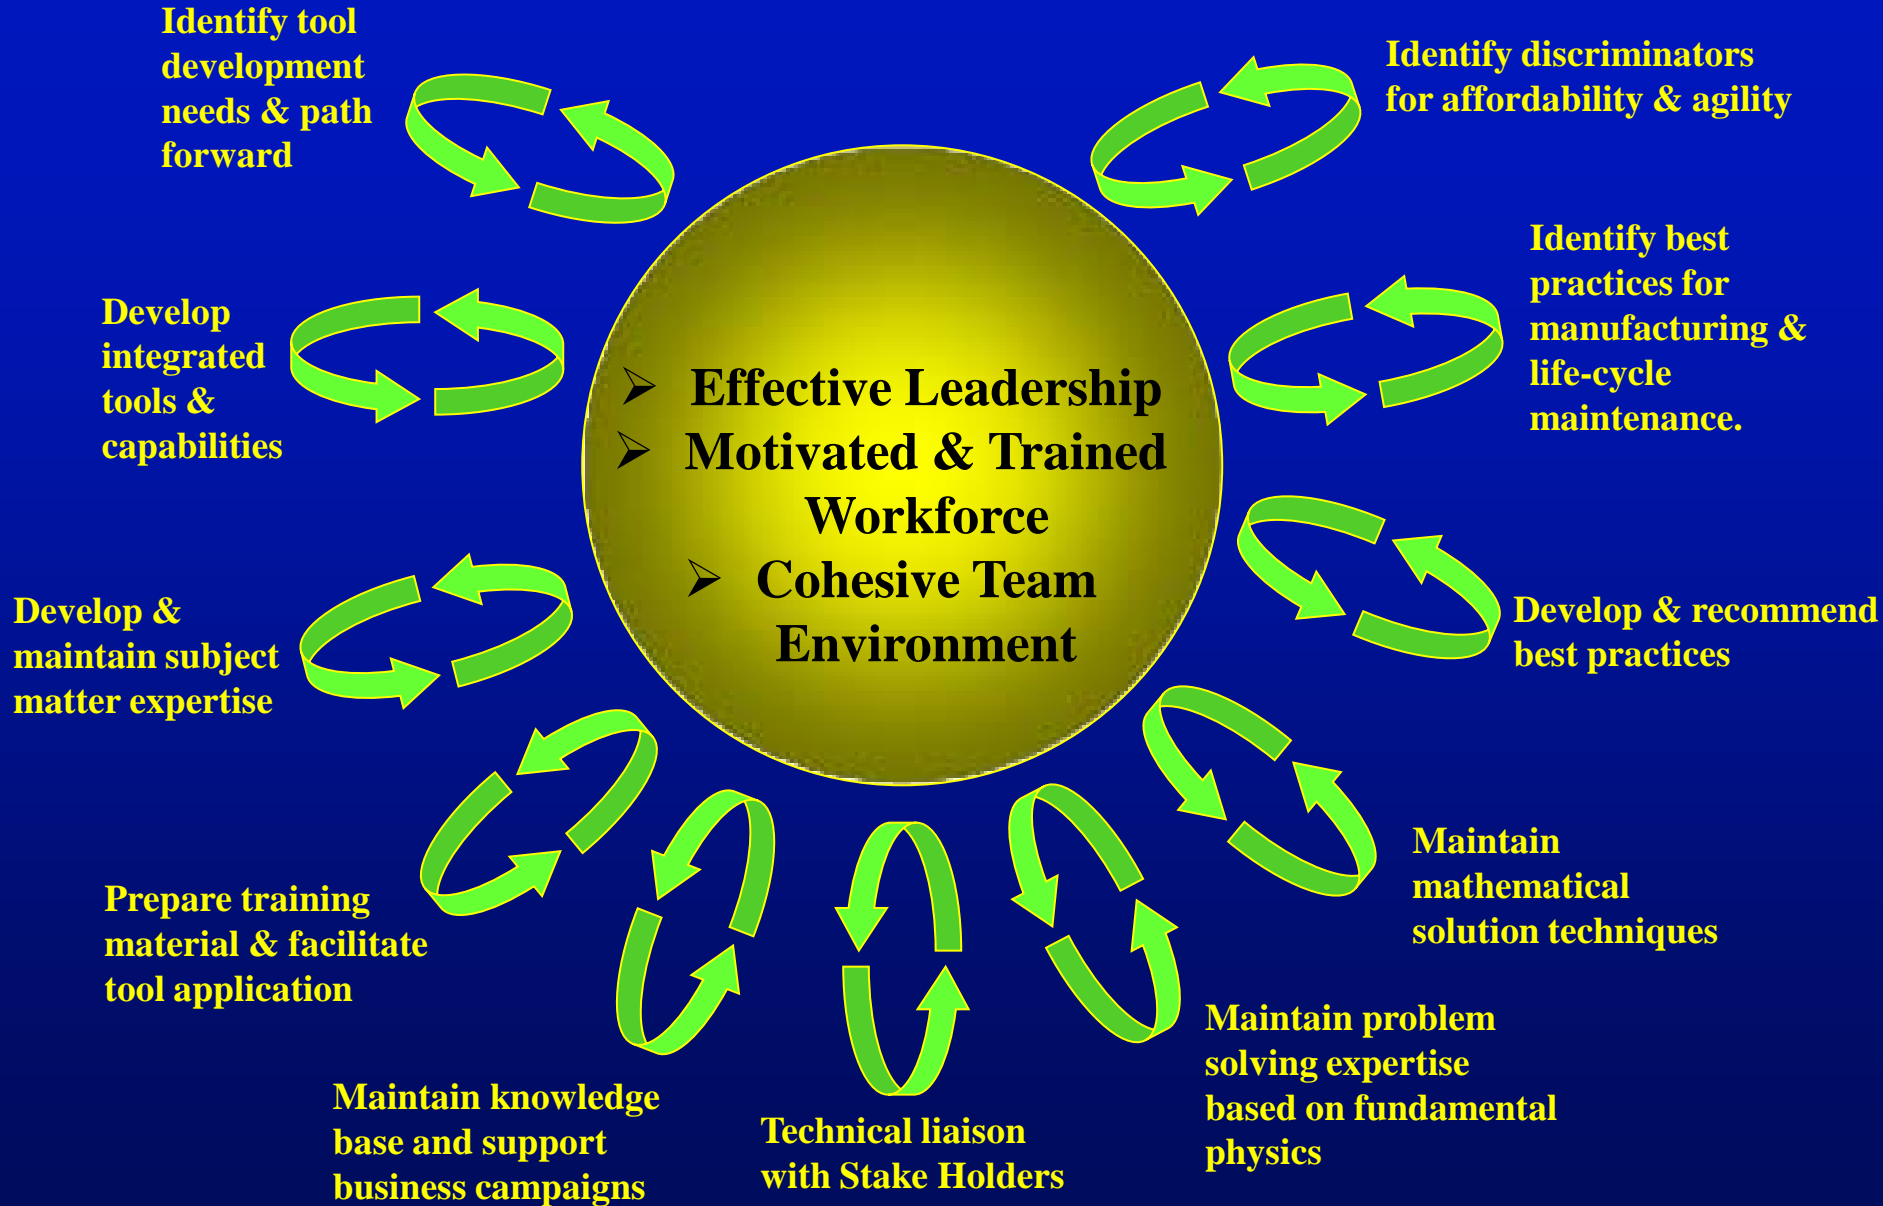 Identify tool
development
needs & path
forward
Identify discriminators
for affordability & agility
Identify best
practices for
manufacturing &
life-cycle
maintenance.
Develop
integrated
tools &
capabilities
➢ Effective Leadership
➢ Motivated & Trained
Workforce
➢ Cohesive Team
Environment
Develop &
maintain subject
matter expertise
Develop & recommend
best practices
Prepare training
material & facilitate
tool application
Maintain
mathematical
solution techniques
Maintain knowledge
base and support
business campaigns
Technical liaison
with Stake Holders
Maintain problem
solving expertise
based on fundamental
physics